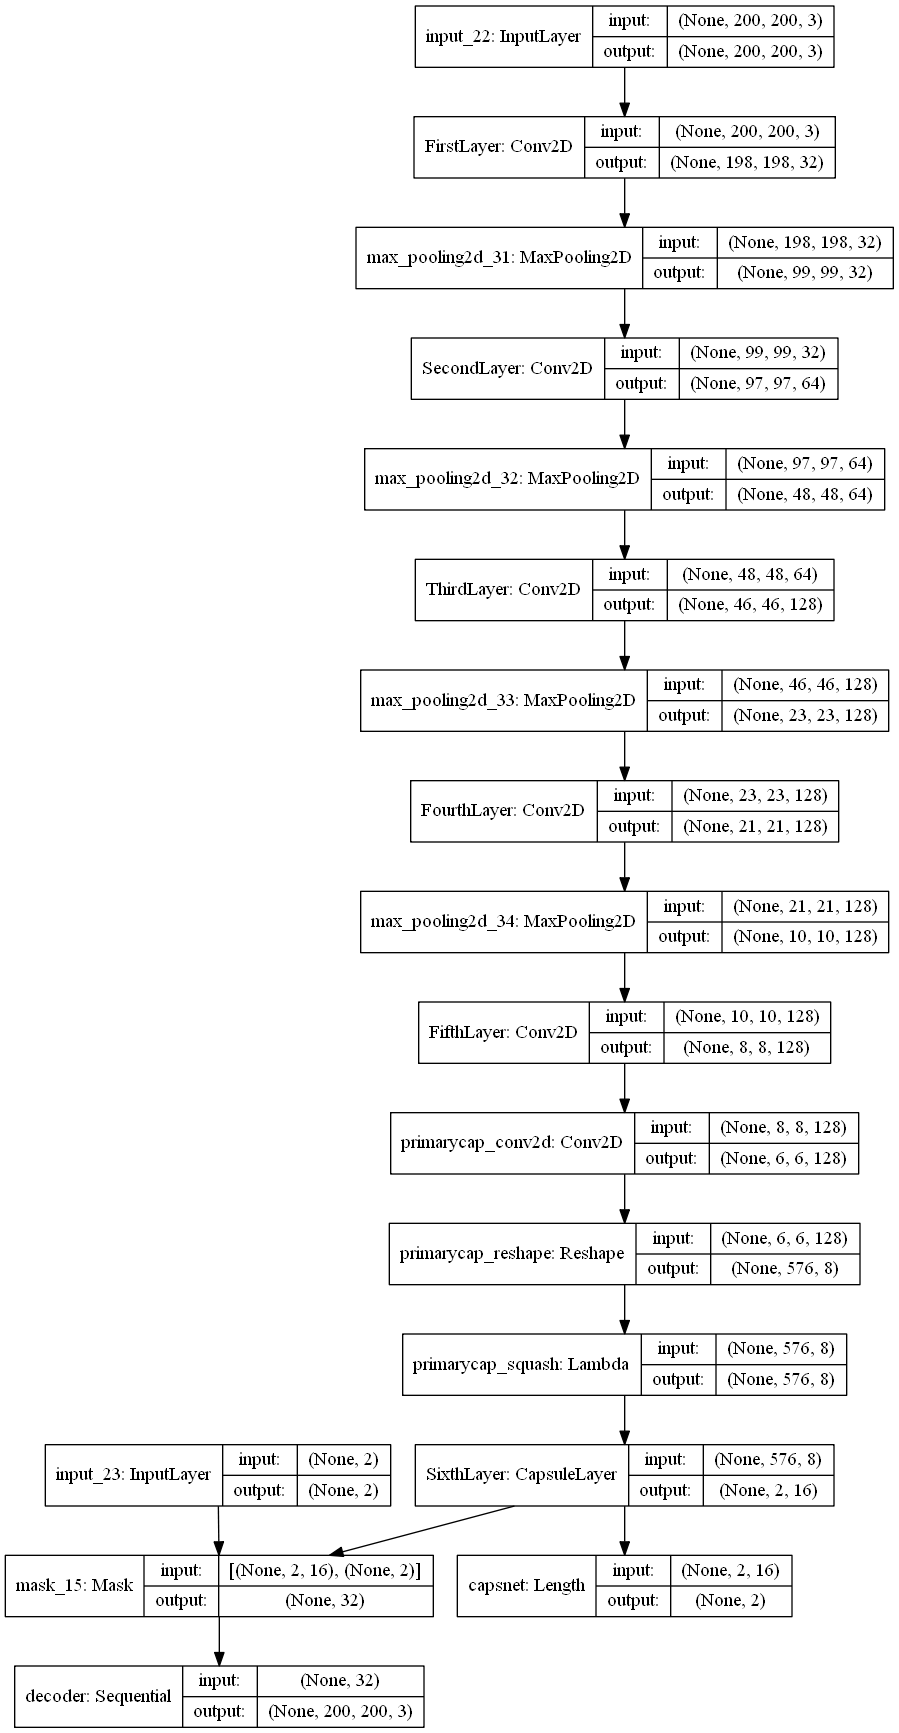 input_22: InputLayer
input: (None, 200, 200, 3)
output: (None, 200, 200, 3)
FirstLayer: Conv2D
input: (None, 200, 200, 3)
output: (None, 198, 198, 32)
max_pooling2d_31: MaxPooling2D
input: (None, 198, 198, 32)
output: (None, 99, 99, 32)
SecondLayer: Conv2D
input: (None, 99, 99, 32)
output: (None, 97, 97, 64)
max_pooling2d_32: MaxPooling2D
input: (None, 97, 97, 64)
output: (None, 48, 48, 64)
ThirdLayer: Conv2D
input: (None, 48, 48, 64)
output: (None, 46, 46, 128)
max_pooling2d_33: MaxPooling2D
input: (None, 46, 46, 128)
output: (None, 23, 23, 128)
FourthLayer: Conv2D
input: (None, 23, 23, 128)
output: (None, 21, 21, 128)
max_pooling2d_34: MaxPooling2D
input: (None, 21, 21, 128)
output: (None, 10, 10, 128)
FifthLayer: Conv2D
input: (None, 10, 10, 128)
output: (None, 8, 8, 128)
primarycap_conv2d: Conv2D
input: (None, 8, 8, 128)
output: (None, 6, 6, 128)
primarycap_reshape: Reshape
input: (None, 6, 6, 128)
output: (None, 576, 8)
primarycap_squash: Lambda
input: (None, 576, 8)
output: (None, 576, 8)
input_23: InputLayer
input: (None, 2)
output: (None, 2)
SixthLayer: CapsuleLayer
input: (None, 576, 8)
output: (None, 2, 16)
mask_15: Mask
input: [(None, 2, 16), (None, 2)]
output: (None, 32)
capsnet: Length
input: (None, 2, 16)
output: (None, 2)
decoder: Sequential
input: (None, 32)
output: (None, 200, 200, 3)